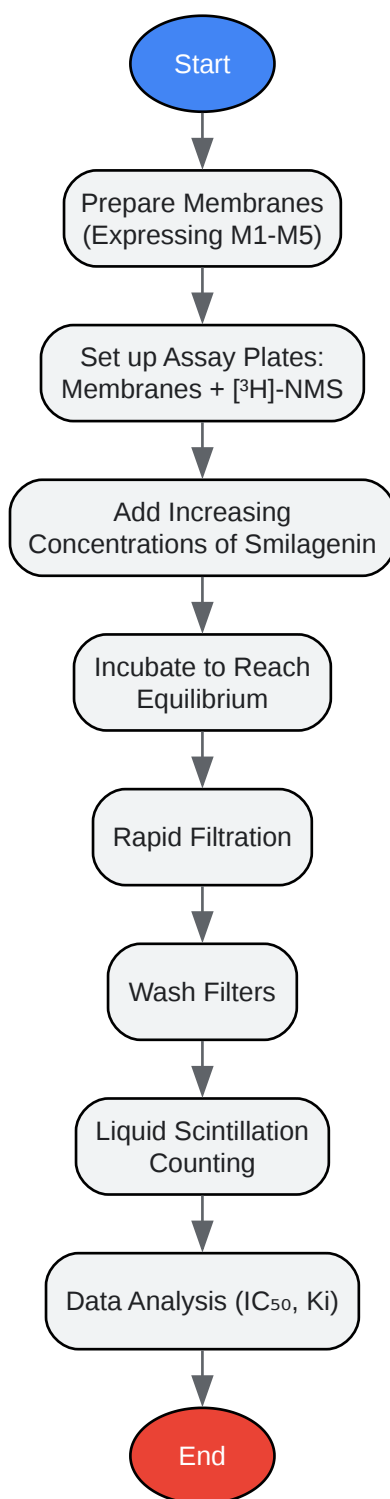 Start
Prepare Membranes
(Expressing M1-M5)
Set up Assay Plates:
Membranes + [³H]-NMS
Add Increasing
Concentrations of Smilagenin
Incubate to Reach
Equilibrium
Rapid Filtration
Wash Filters
Liquid Scintillation
Counting
Data Analysis (IC₅₀, Ki)
End